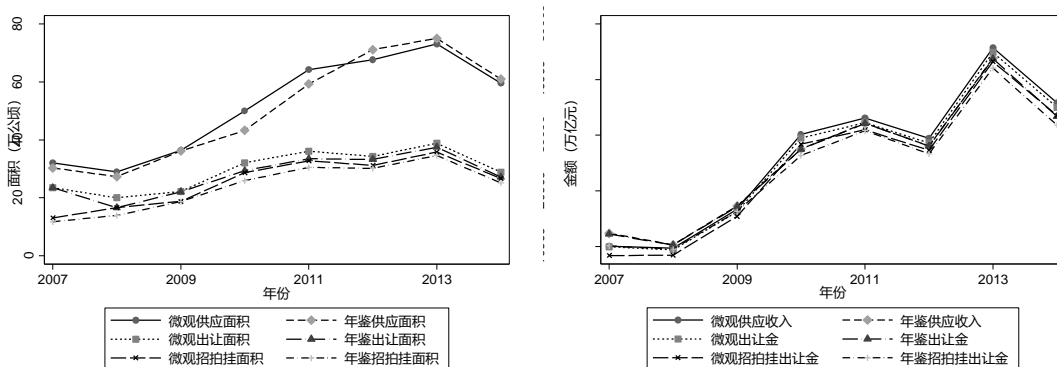 80
60
40
20
0
面积（万公顷）
2007
2009
2011
2013
年份
微观供应面积
年鉴供应面积
微观出让面积
年鉴出让面积
微观招拍挂面积
年鉴招拍挂面积
金额（万亿元）
2007
2009
2011
2013
年份
微观供应收入
年鉴供应收入
微观出让金
年鉴出让金
微观招拍挂出让金
年鉴招拍挂出让金